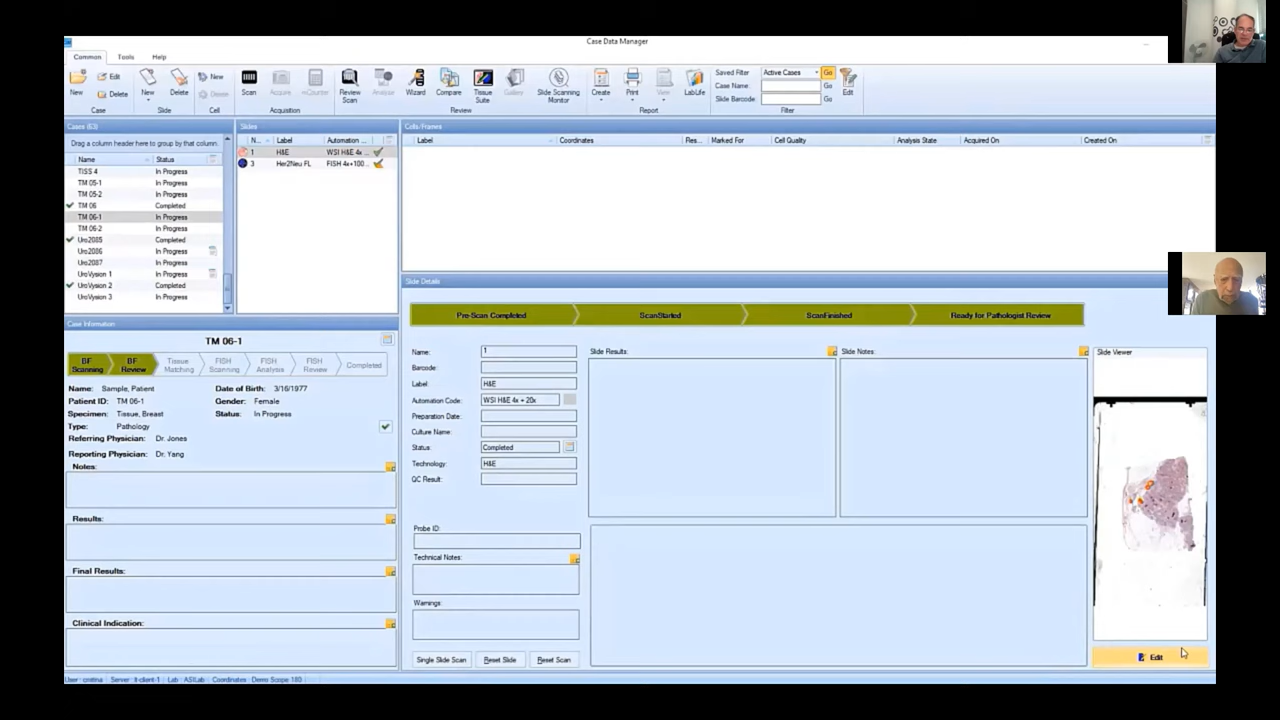 Case Data Manager
Common Tools Help
New Edit Delete New Delete New Delete Scan Acquire Review Scan Analyze Wizard Compare Tissue Suite Gallery Slide Scanning Monitor Create Print View LabLife Edit
Saved Filter Active Cases Go
Case Name: Go
Slide Barcode: Go
Case Slide Cell Acquisition Review Report Filter
Cases (63)
Drag a column header here to group by that column.
Name Status
TISS 4 In Progress
TM 05-1 In Progress
TM 05-2 In Progress
TM 06 Completed
TM 06-1 In Progress
TM 06-2 In Progress
Uro2085 Completed
Uro2086 In Progress
Uro2087 In Progress
UroVysion 1 In Progress
UroVysion 2 Completed
UroVysion 3 In Progress
Slides
N... Label Automation ...
1 H&E WSI H&E 4x ...
3 Her2Neu FL FISH 4x+100...
Cells/Frames
Label Coordinates Res... Marked For Cell Quality Analysis State Acquired On Created On
Case Information
TM 06-1
BF Scanning BF Review Tissue Matching FISH Scanning FISH Analysis FISH Review Completed
Name: Sample, Patient Date of Birth: 3/16/1977
Patient ID: TM 06-1 Gender: Female
Specimen: Tissue, Breast Status: In Progress
Type: Pathology
Referring Physician: Dr. Jones
Reporting Physician: Dr. Yang
Notes:
Results:
Final Results:
Clinical Indication:
Slide Details
Pre-Scan Completed ScanStarted ScanFinished Ready for Pathologist Review
Name: 1
Barcode:
Label: H&E
Automation Code: WSI H&E 4x + 20x
Preparation Date:
Culture Name:
Status: Completed
Technology: H&E
QC Result:
Slide Results:
Slide Notes:
Slide Viewer
Probe ID:
Technical Notes:
Warnings:
Single Slide Scan Reset Slide Reset Scan
Edit
User: cristina Server: tl-client-1 Lab: ASILab Coordinates: Demo Scope 180